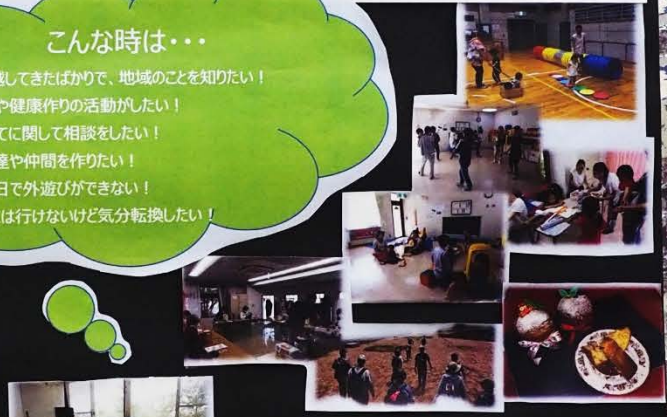 こんな時は・・・
越してきたばかりで、地域のことを知りたい！
や健康作りの活動がしたい！
てに関して相談をしたい！
達や仲間を作りたい！
日で外遊びができない！
は行けないけど気分転換したい！